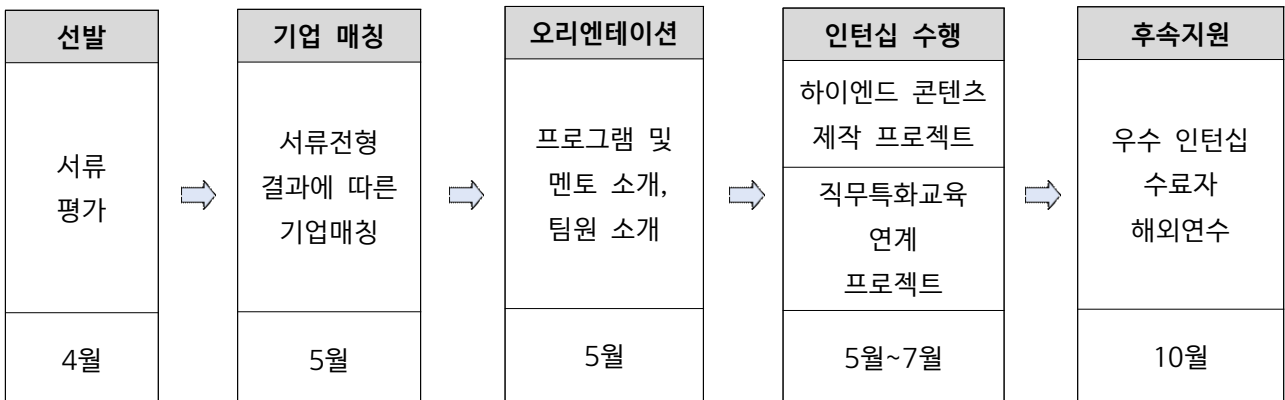 선발
서류
평가
4월
기업 매칭
서류전형
결과에 따른
기업매칭
5월
오리엔테이션
프로그램 및
멘토 소개,
팀원 소개
5월
인턴십 수행
하이엔드 콘텐츠
제작 프로젝트
직무특화교육
연계
프로젝트
5월~7월
후속지원
우수 인턴십
수료자
해외연수
10월